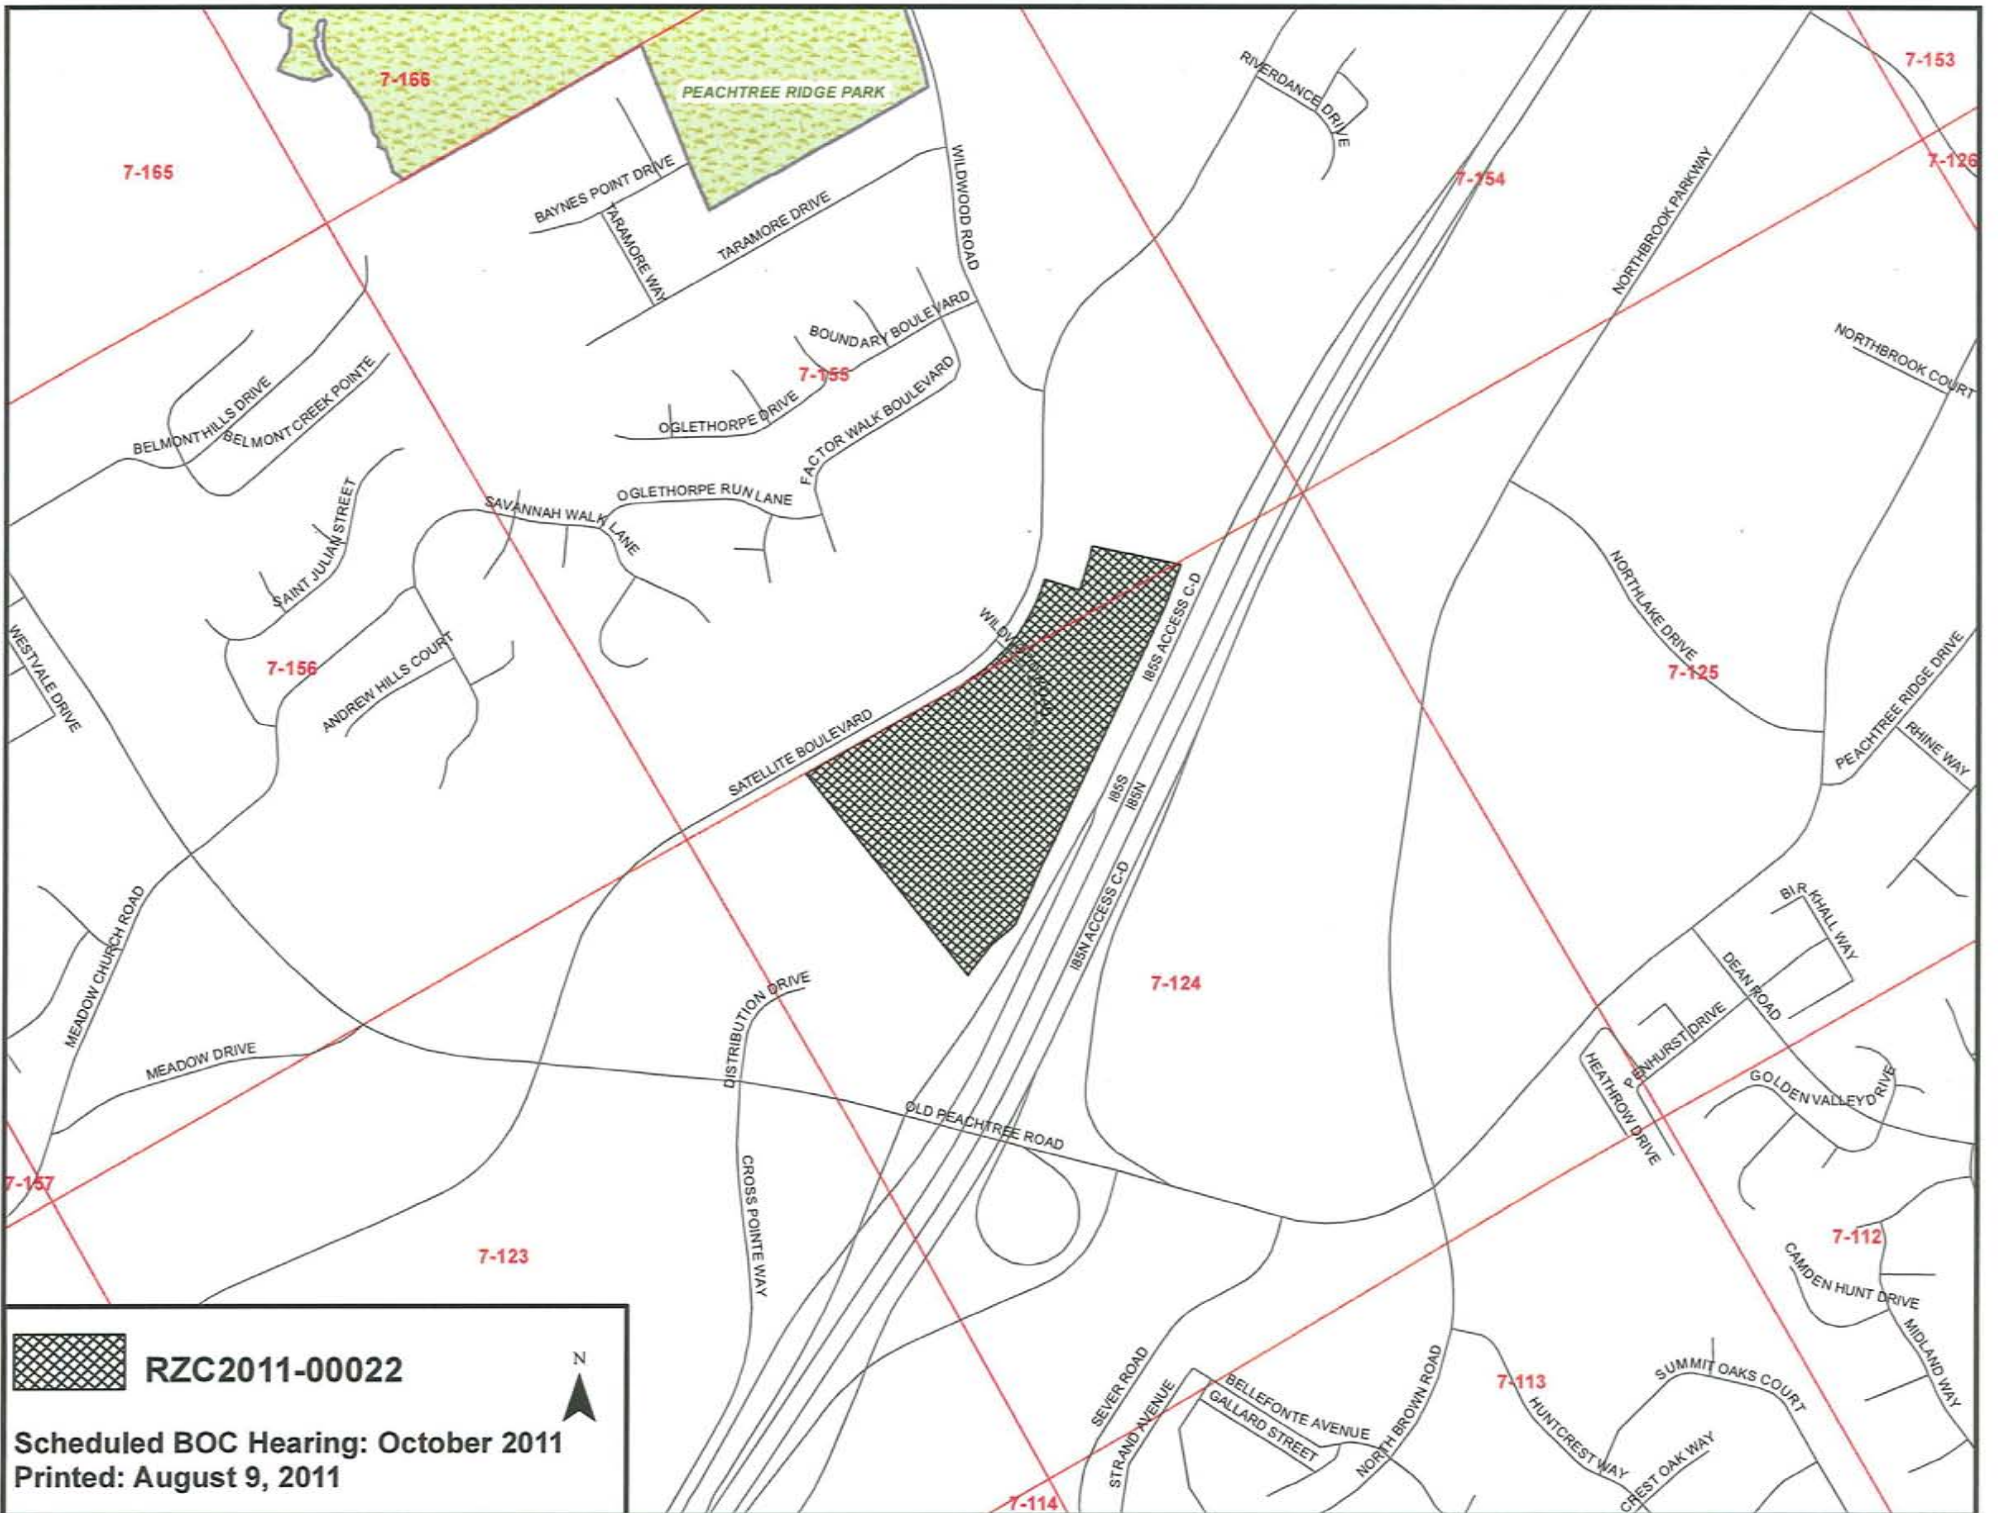 7-153
RIVERDANCE DRIVE
7-166
PEACHTREE RIDGE PARK
7-126
7-165
7-154
BAYNES POINT DRIVE
WILDWOOD ROAD
NORTHBROOK PARKWAY
TARAMORE DRIVE
TARAMORE WAY
BOUNDARY BOULEVARD
NORTHBROOK COURT
7-155
BELMONT HILLS DRIVE
BELMONT CREEK POINTE
OGLETHORPE DRIVE
FACTOR WALK BOULEVARD
SAINT JULIAN STREET
SAVANNAH WALK LANE
OGLETHORPE RUN LANE
NORTHLAKE DRIVE
I85S ACCESS C-D
WESTVALE DRIVE
7-156
ANDREW HILLS COURT
7-125
PEACHTREE RIDGE DRIVE
SATELLITE BOULEVARD
RHINE WAY
I85S
I85N
MEADOW CHURCH ROAD
I85N ACCESS C-D
BIRKHALL WAY
DISTRIBUTION DRIVE
7-124
DEAN ROAD
MEADOW DRIVE
PENHURST DRIVE
HEATHROW DRIVE
GOLDEN VALLEY DRIVE
OLD PEACHTREE ROAD
7-157
CROSS POINTE WAY
7-123
7-112
CAMDEN HUNT DRIVE
MIDLAND WAY
SEVER ROAD
STRAND AVENUE
BELLEFONTE AVENUE
GALLARD STREET
NORTH BROWN ROAD
7-113
HUNTCREST WAY
SUMMIT OAKS COURT
CREST OAK WAY
7-114
RZC2011-00022
N
Scheduled BOC Hearing: October 2011
Printed: August 9, 2011